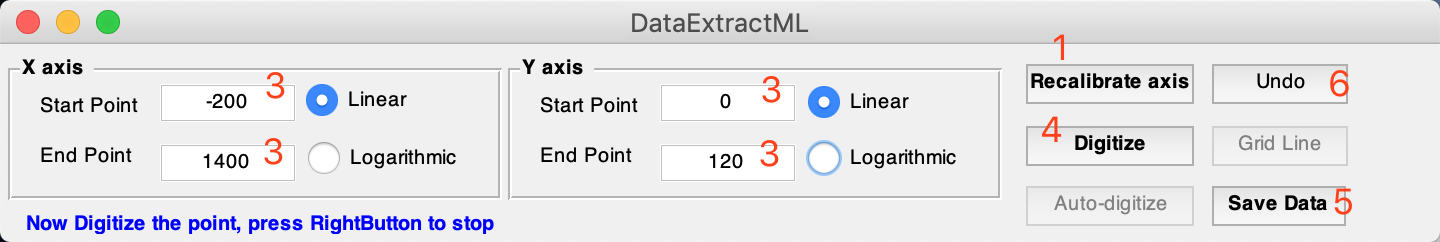 DataExtractML
X axis
Start Point -200 3 Linear
End Point 1400 3 Logarithmic
Y axis
Start Point 0 3 Linear
End Point 120 3 Logarithmic
1
Recalibrate axis Undo 6
4 Digitize Grid Line
Auto-digitize Save Data 5
Now Digitize the point, press RightButton to stop